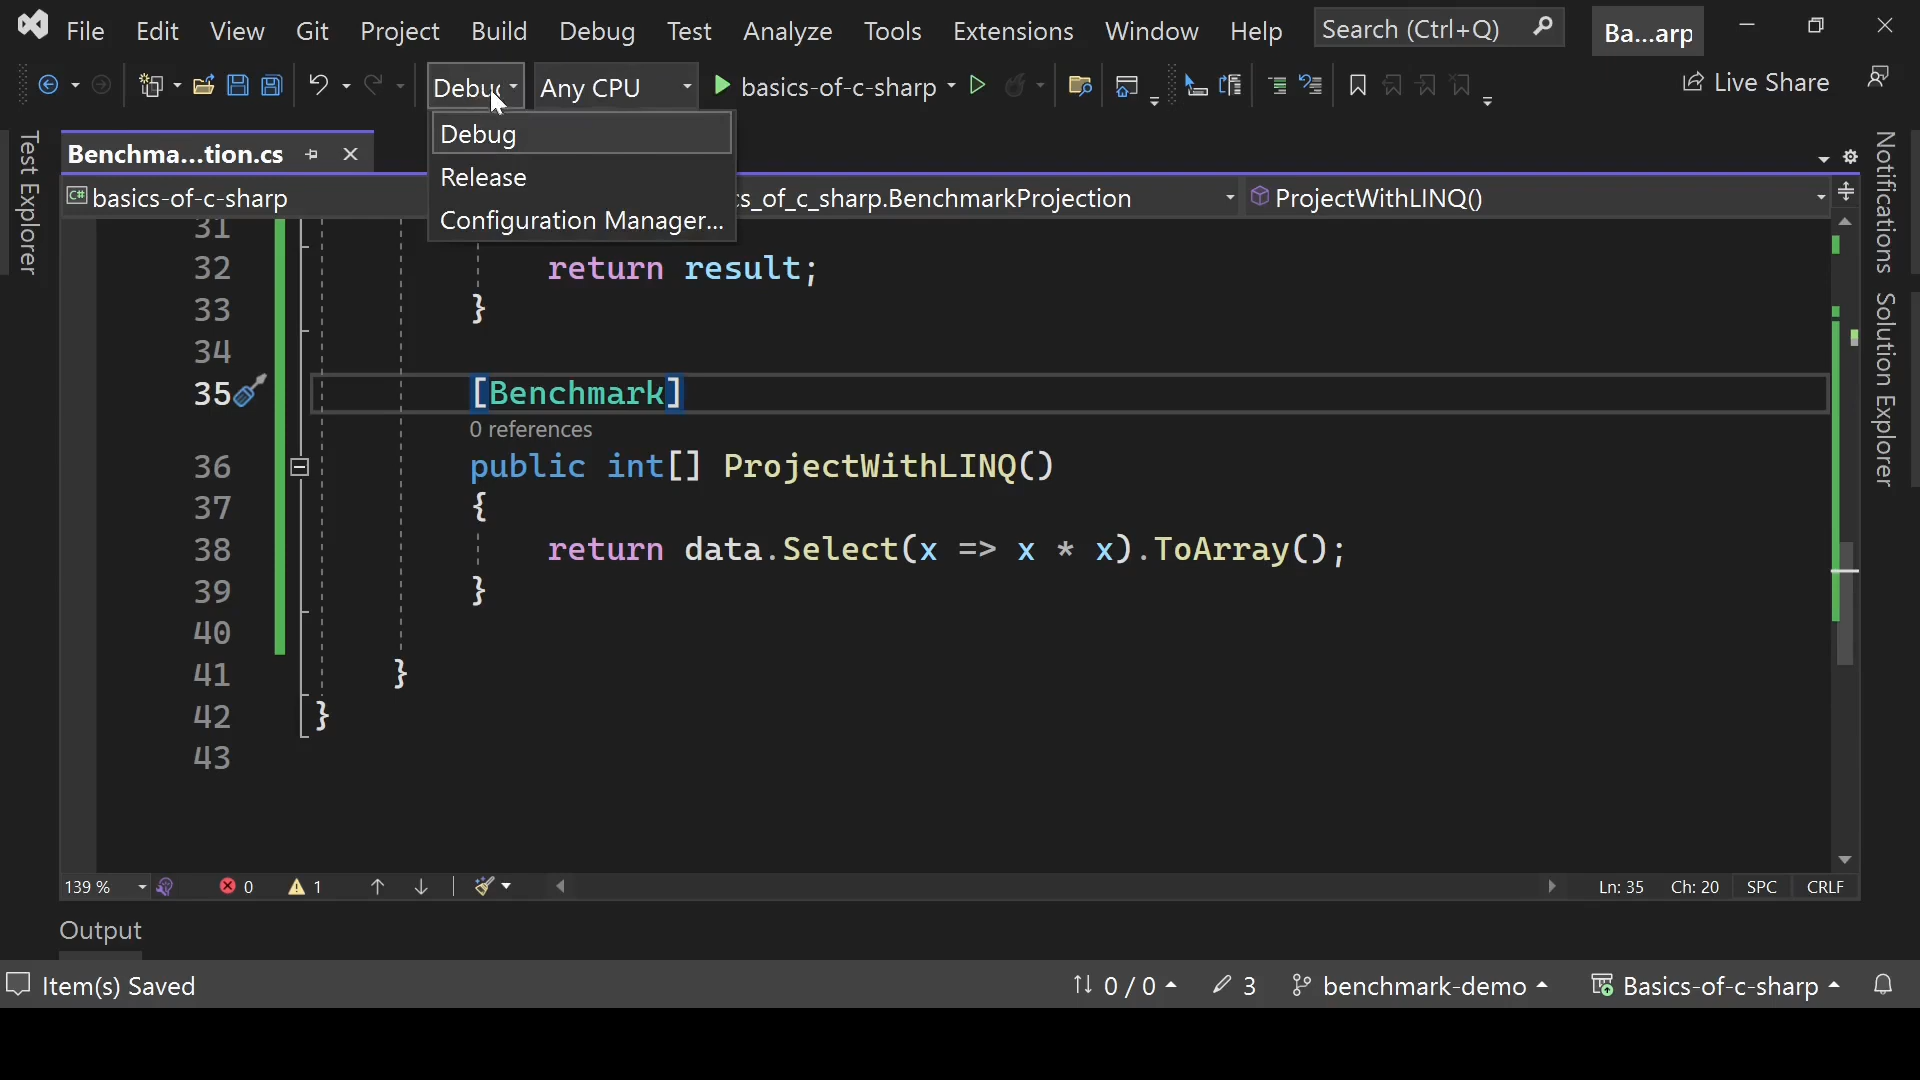 File Edit View Git Project Build Debug Test Analyze Tools Extensions Window Help Search (Ctrl+Q) Ba...arp
Debu Any CPU basics-of-c-sharp Live Share
Debug
Release
Configuration Manager...
Test Explorer
Benchma...tion.cs
Notifications
Solution Explorer
basics-of-c-sharp s_of_c_sharp.BenchmarkProjection ProjectWithLINQ()
31
32 return result;
33 }
34
35 [Benchmark]
0 references
36 public int[] ProjectWithLINQ()
37 {
38 return data.Select(x => x * x).ToArray();
39 }
40
41 }
42 }
43
139 % 0 1 Ln: 35 Ch: 20 SPC CRLF
Output
Item(s) Saved 0 / 0 3 benchmark-demo Basics-of-c-sharp